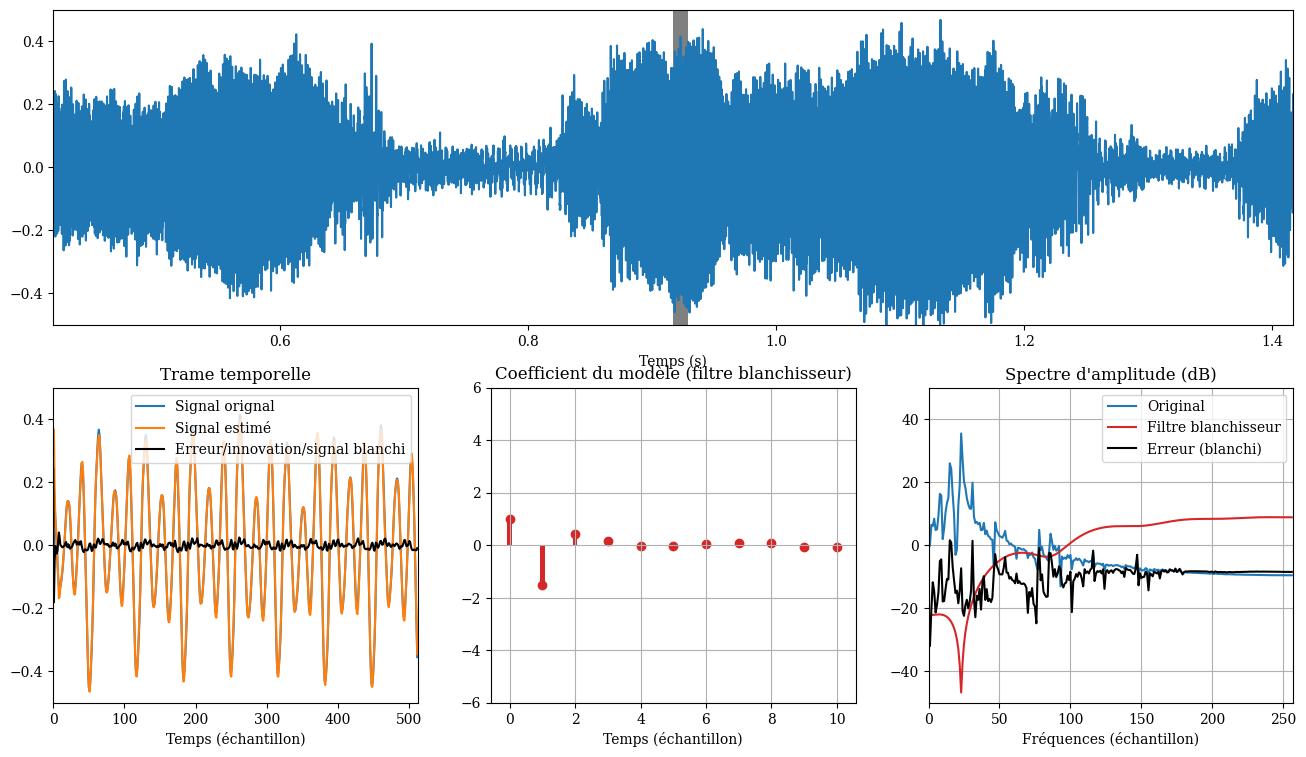 0.4
0.2
0.0
−0.2
−0.4
0.6 0.8 1.0 1.2 1.4
Temps (s)
Trame temporelle
Signal orignal
Signal estimé
Erreur/innovation/signal blanchi
0.4
0.2
0.0
−0.2
−0.4
0 100 200 300 400 500
Temps (échantillon)
Coefficient du modèle (filtre blanchisseur)
6
4
2
0
−2
−4
−6
0 2 4 6 8 10
Temps (échantillon)
Spectre d'amplitude (dB)
Original
Filtre blanchisseur
Erreur (blanchi)
40
20
0
−20
−40
0 50 100 150 200 250
Fréquences (échantillon)